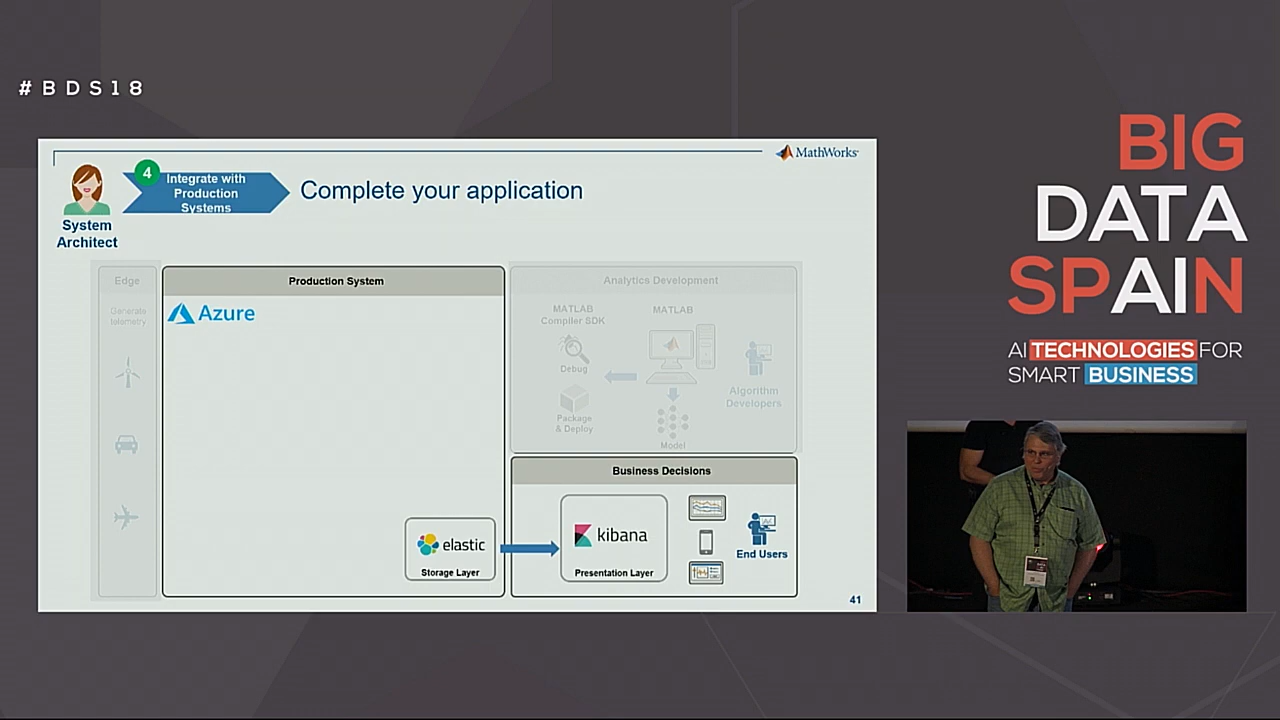 #BDS18
MathWorks
4
Integrate with
Production
Systems
Complete your application
System
Architect
Edge
Generate
telemetry
Production System
Azure
elastic
Storage Layer
Analytics Development
MATLAB
Compiler SDK
MATLAB
Debug
Package
& Deploy
Model
Algorithm
Developers
Business Decisions
kibana
Presentation Layer
End Users
41
BIG
DATA
SPAIN
AI TECHNOLOGIES FOR
SMART BUSINESS